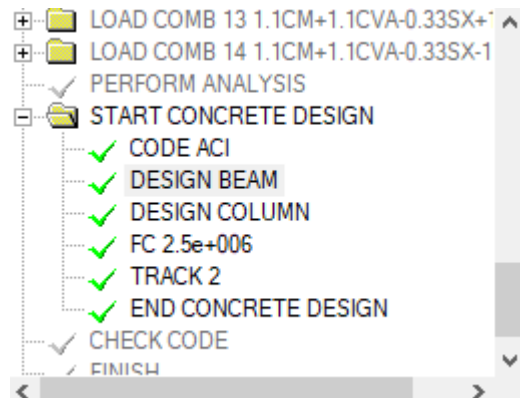 LOAD COMB 13 1.1CM+1.1CVA-0.33SX+
LOAD COMB 14 1.1CM+1.1CVA-0.33SX-1
PERFORM ANALYSIS
START CONCRETE DESIGN
CODE ACI
DESIGN BEAM
DESIGN COLUMN
FC 2.5e+006
TRACK 2
END CONCRETE DESIGN
CHECK CODE
FINISH